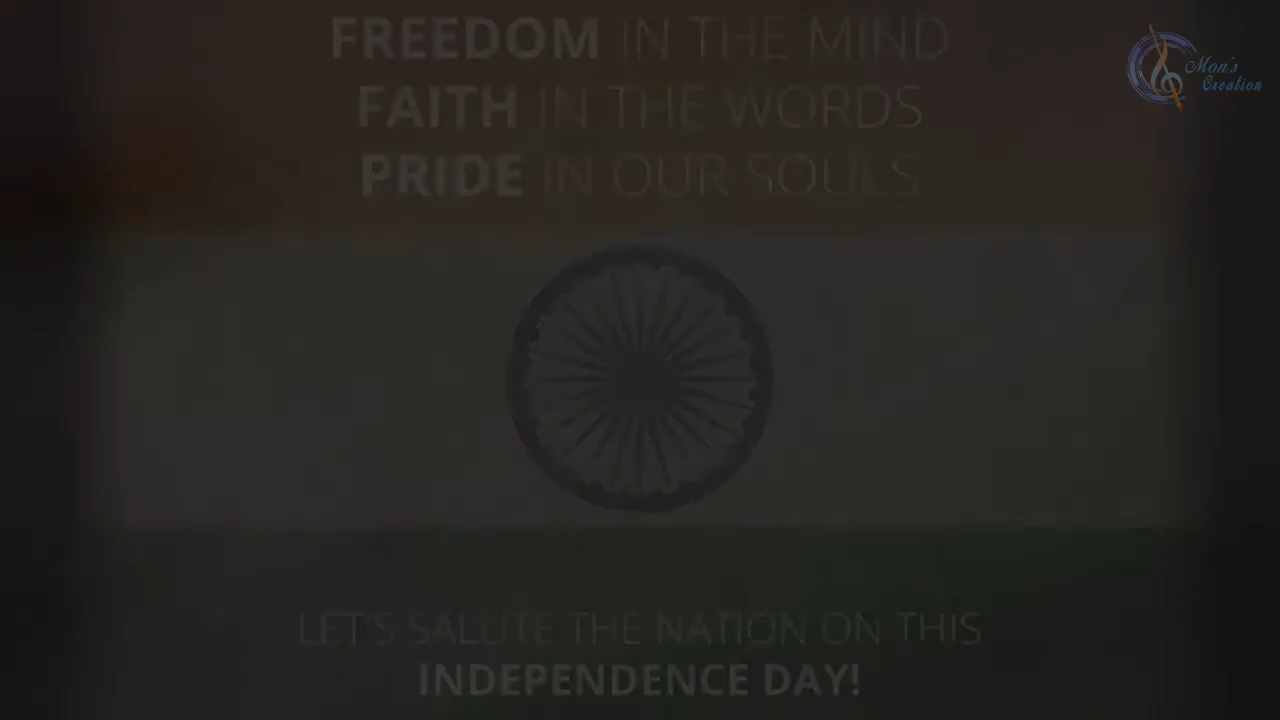 FREEDOM IN THE MIND
FAITH IN THE WORDS
PRIDE IN OUR SOULS
Mon's
Creation
LET'S SALUTE THE NATION ON THIS
INDEPENDENCE DAY!